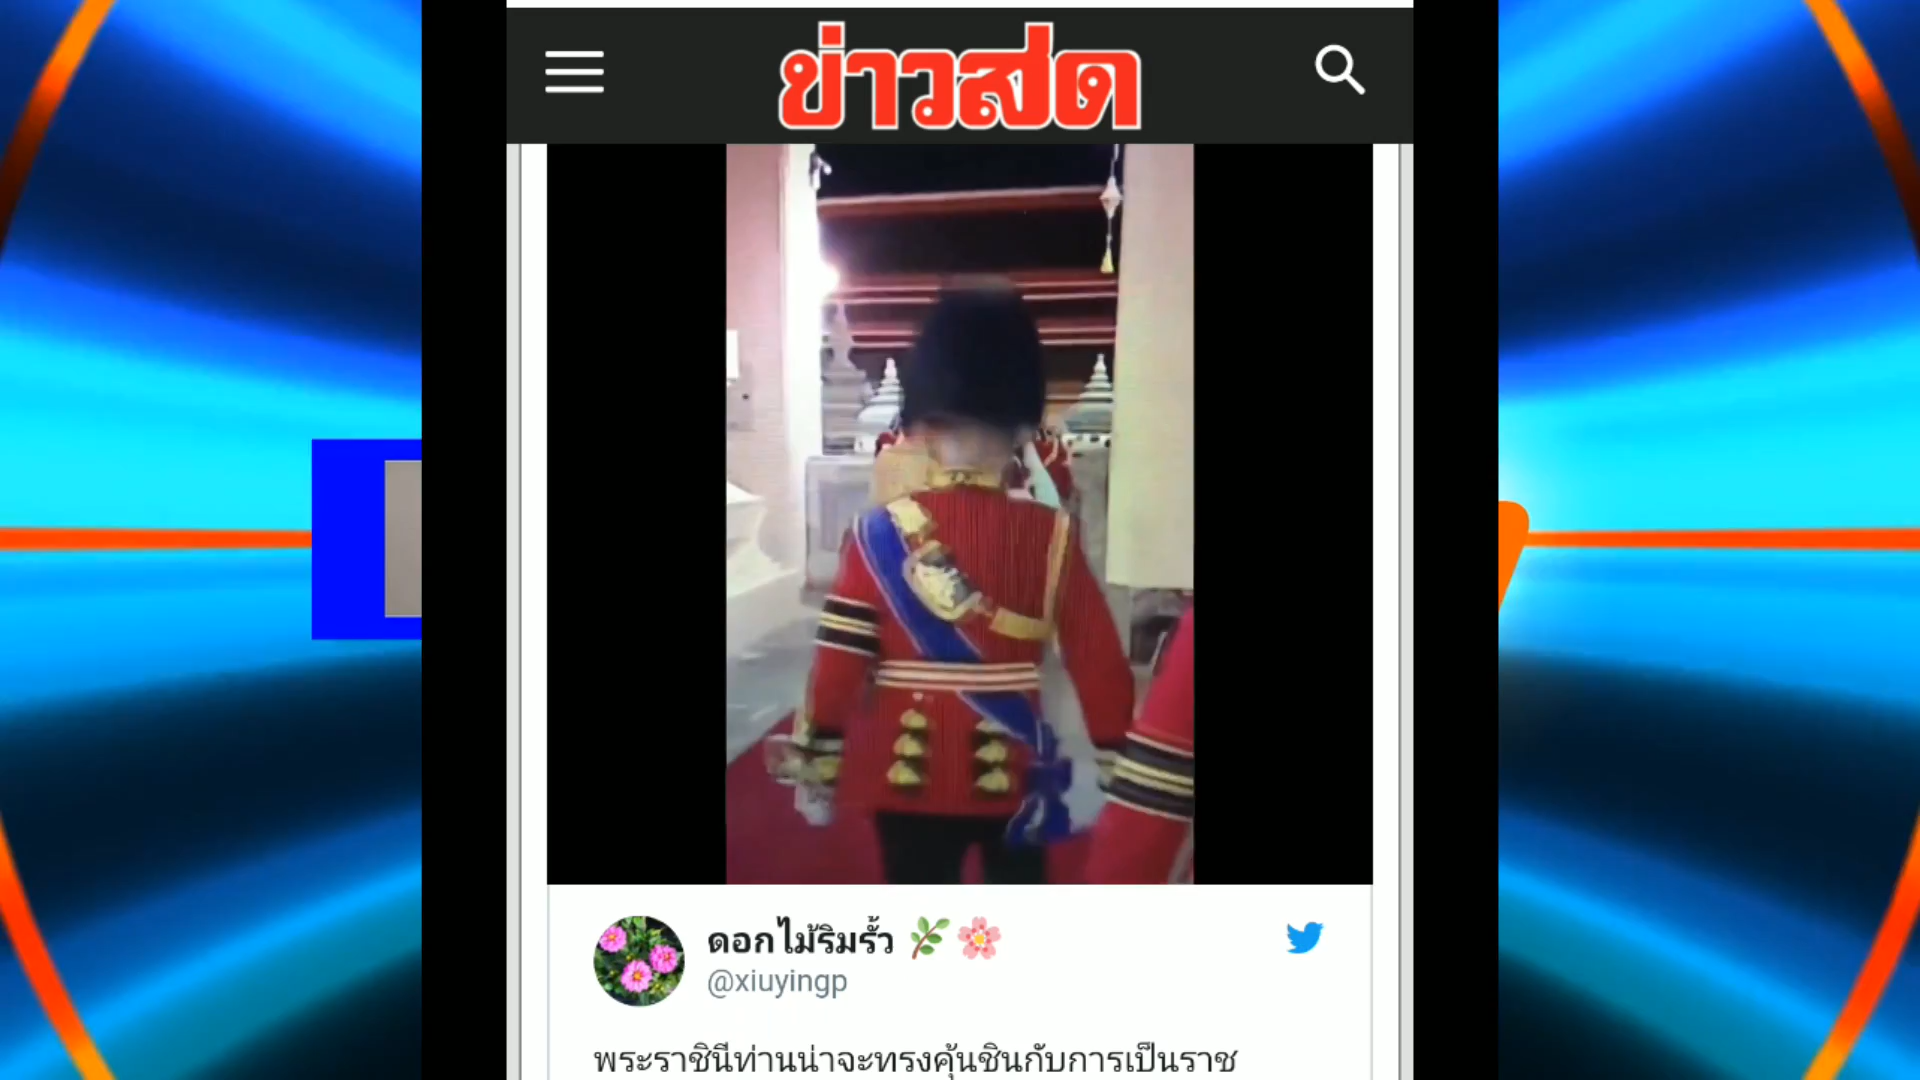 ข่าวสด
ดอกไม้ริมรั้ว
@xiuyingp
พระราชินีท่านน่าจะทรงคุ้นชินกับการเป็นราช